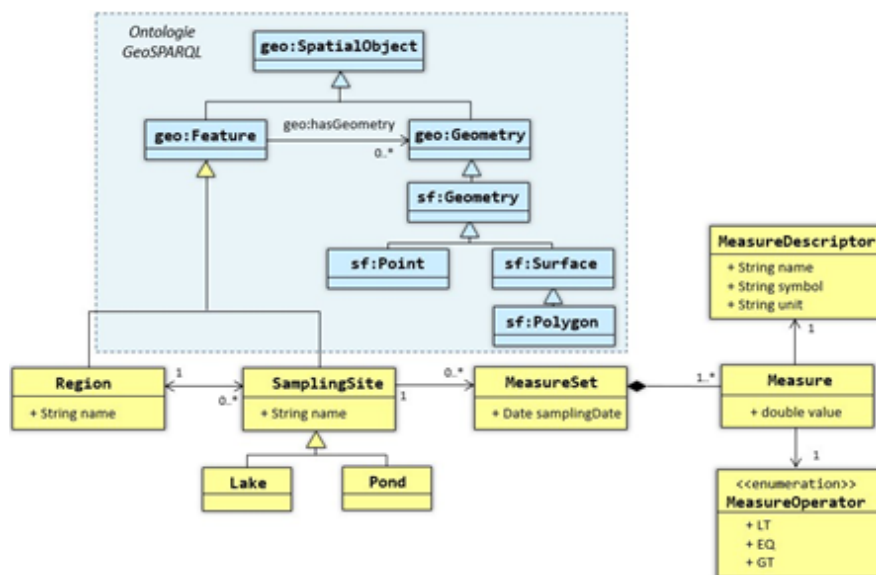 Ontologie
GeoSPARQL
geo:SpatialObject
geo:Feature
geo:hasGeometry
0..*
geo:Geometry
sf:Geometry
sf:Point
sf:Surface
sf:Polygon
MeasureDescriptor
+ String name
+ String symbol
+ String unit
1
Region
+ String name
1
0..*
SamplingSite
+ String name
1
0..*
MeasureSet
+ Date samplingDate
1..*
Measure
+ double value
1
Lake
Pond
<<enumeration>>
MeasureOperator
+ LT
+ EQ
+ GT